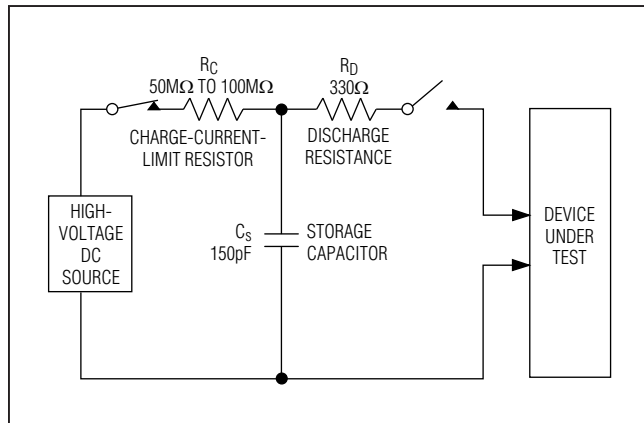 RC
50MΩ TO 100MΩ
CHARGE-CURRENT-
LIMIT RESISTOR
RD
330Ω
DISCHARGE
RESISTANCE
HIGH-
VOLTAGE
DC
SOURCE
CS
150pF
STORAGE
CAPACITOR
DEVICE
UNDER
TEST